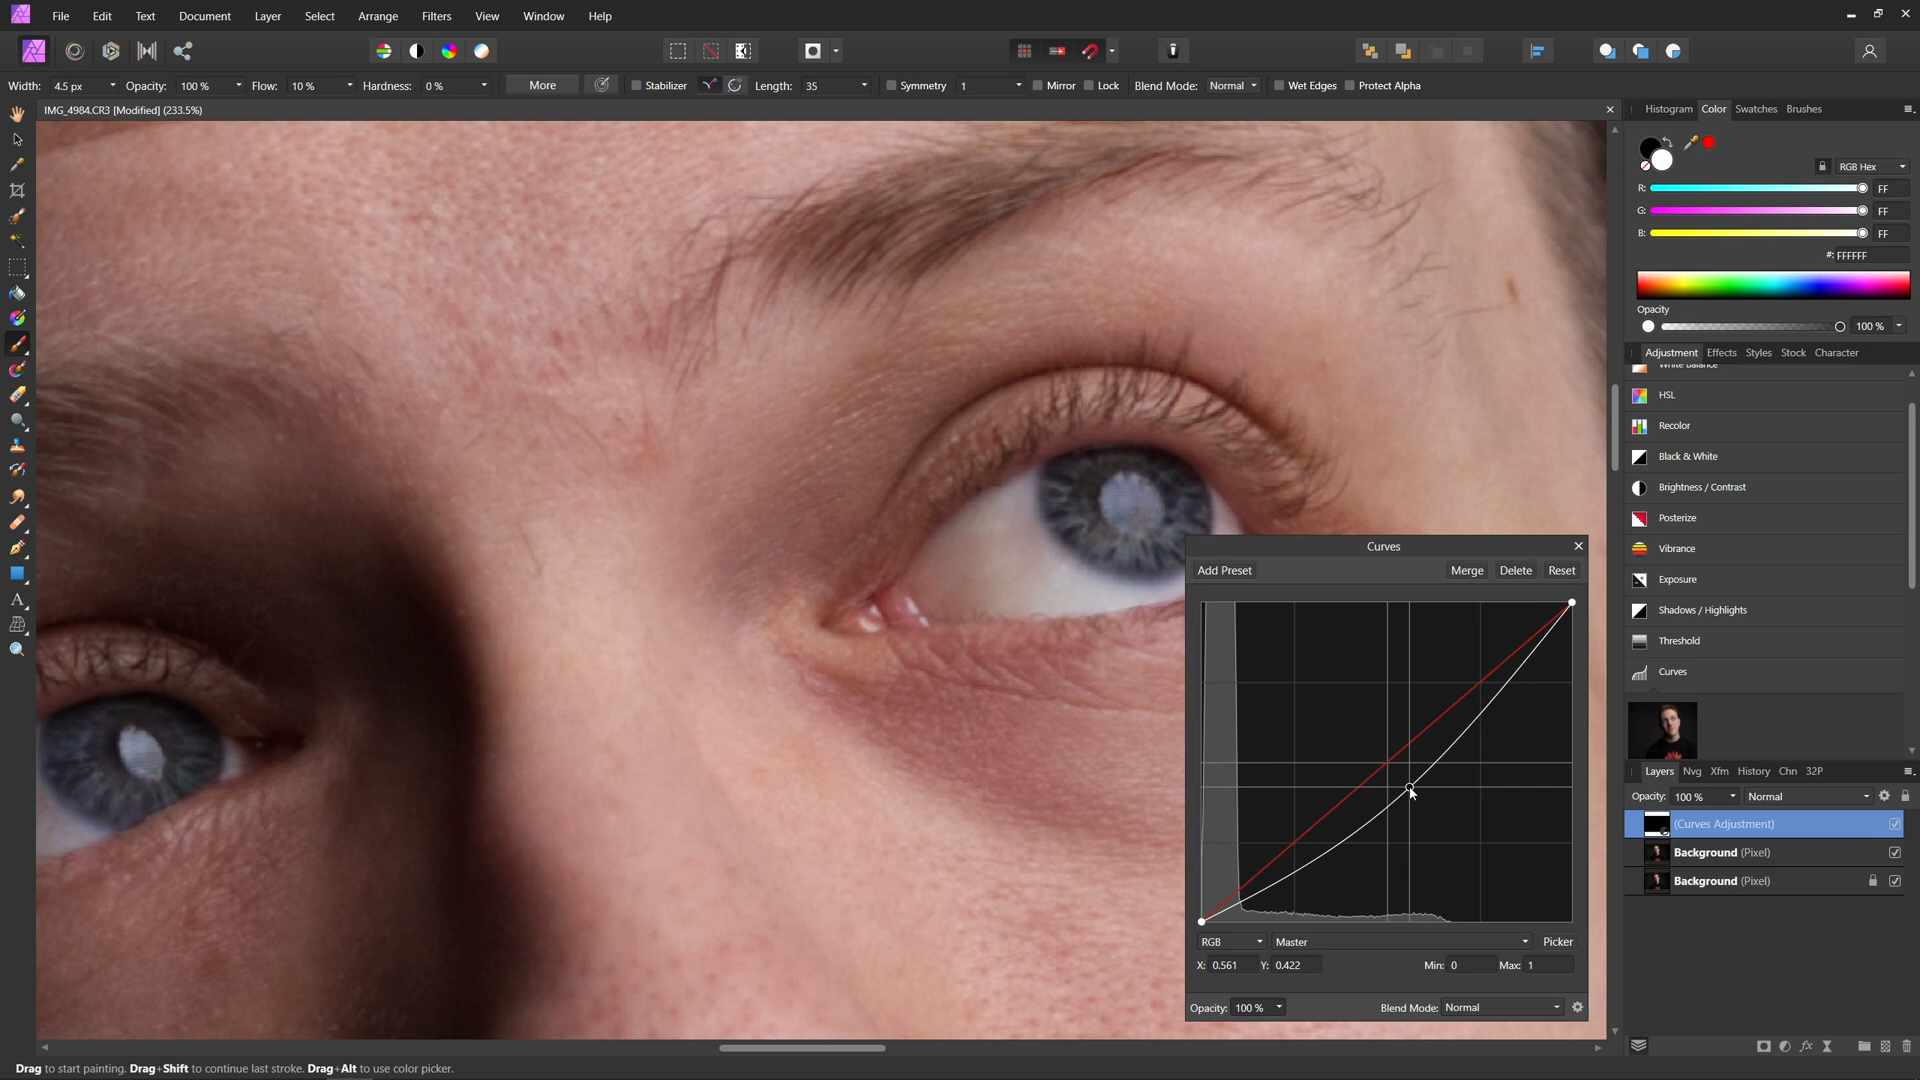 File Edit Text Document Layer Select Arrange Filters View Window Help
Width: 4.5 px Opacity: 100 % Flow: 10 % Hardness: 0 % More Stabilizer Length: 35 Symmetry 1 Mirror Lock Blend Mode: Normal Wet Edges Protect Alpha
IMG_4984.CR3 [Modified] (233.5%)
Histogram Color Swatches Brushes
RGB Hex
R: FF
G: FF
B: FF
#: FFFFFF
Opacity
100 %
Adjustment Effects Styles Stock Character
White Balance
HSL
Recolor
Black & White
Brightness / Contrast
Posterize
Vibrance
Exposure
Shadows / Highlights
Threshold
Curves
Layers Nvg Xfm History Chn 32P
Opacity: 100 % Normal
(Curves Adjustment)
Background (Pixel)
Background (Pixel)
Curves
Add Preset Merge Delete Reset
RGB Master Picker
X: 0.561 Y: 0.422 Min: 0 Max: 1
Opacity: 100 % Blend Mode: Normal
Drag to start painting. Drag+Shift to continue last stroke. Drag+Alt to use color picker.